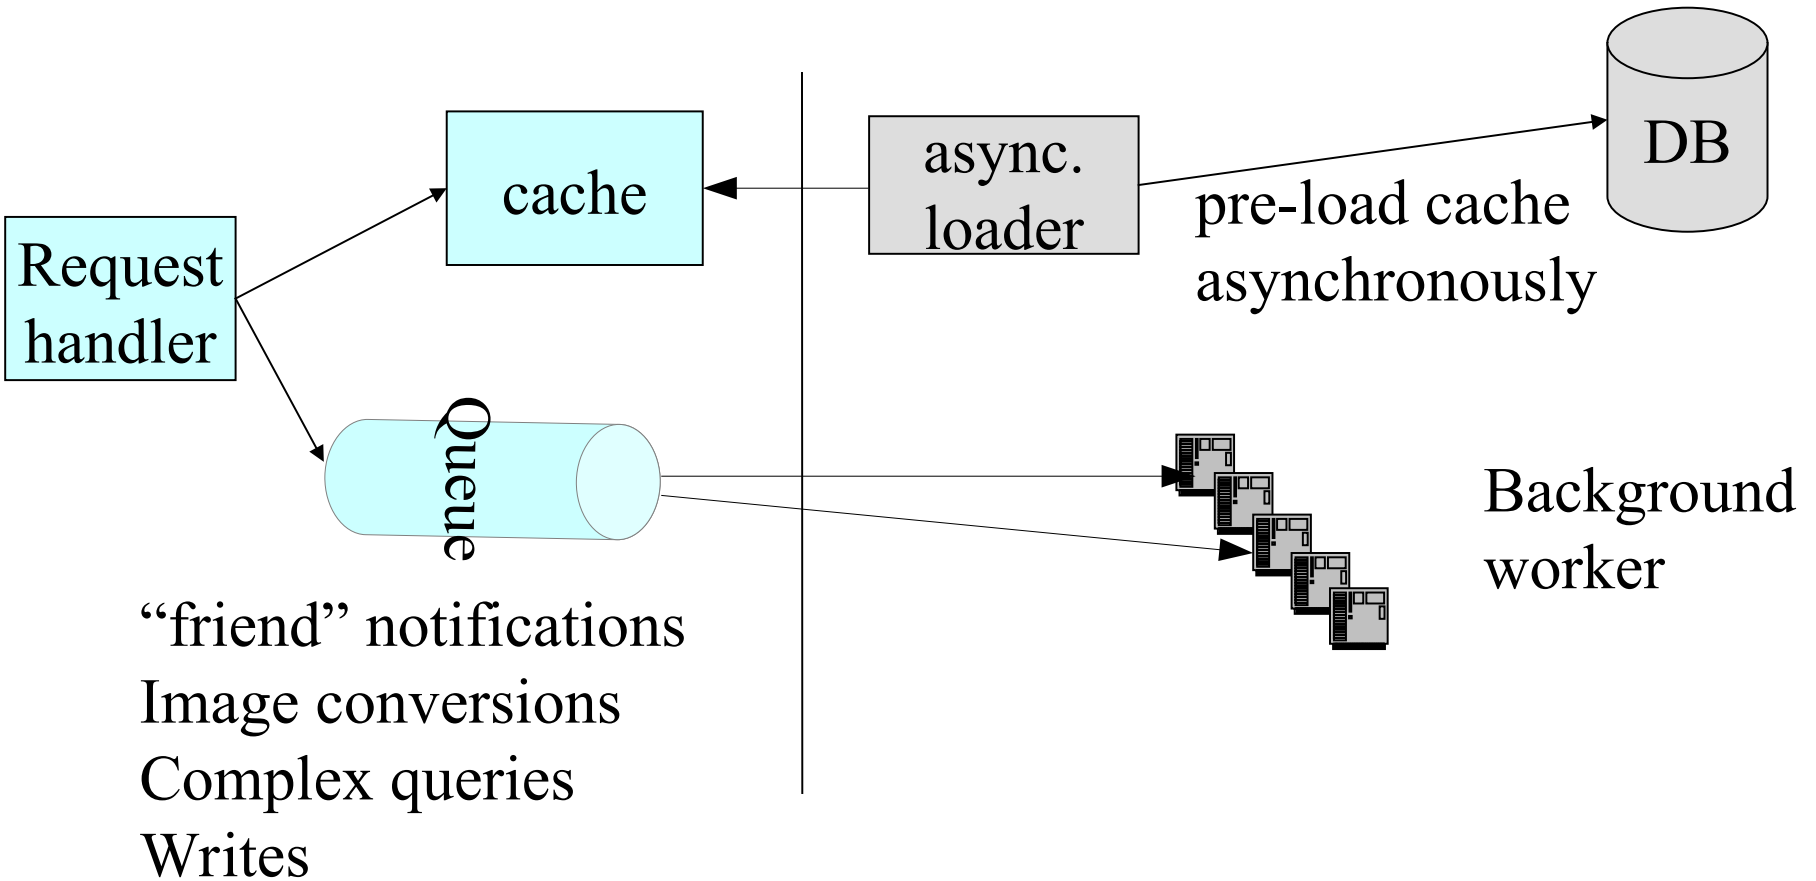 Request
handler
cache
async.
loader
DB
pre-load cache
asynchronously
Queue
Background
worker
“friend” notifications
Image conversions
Complex queries
Writes